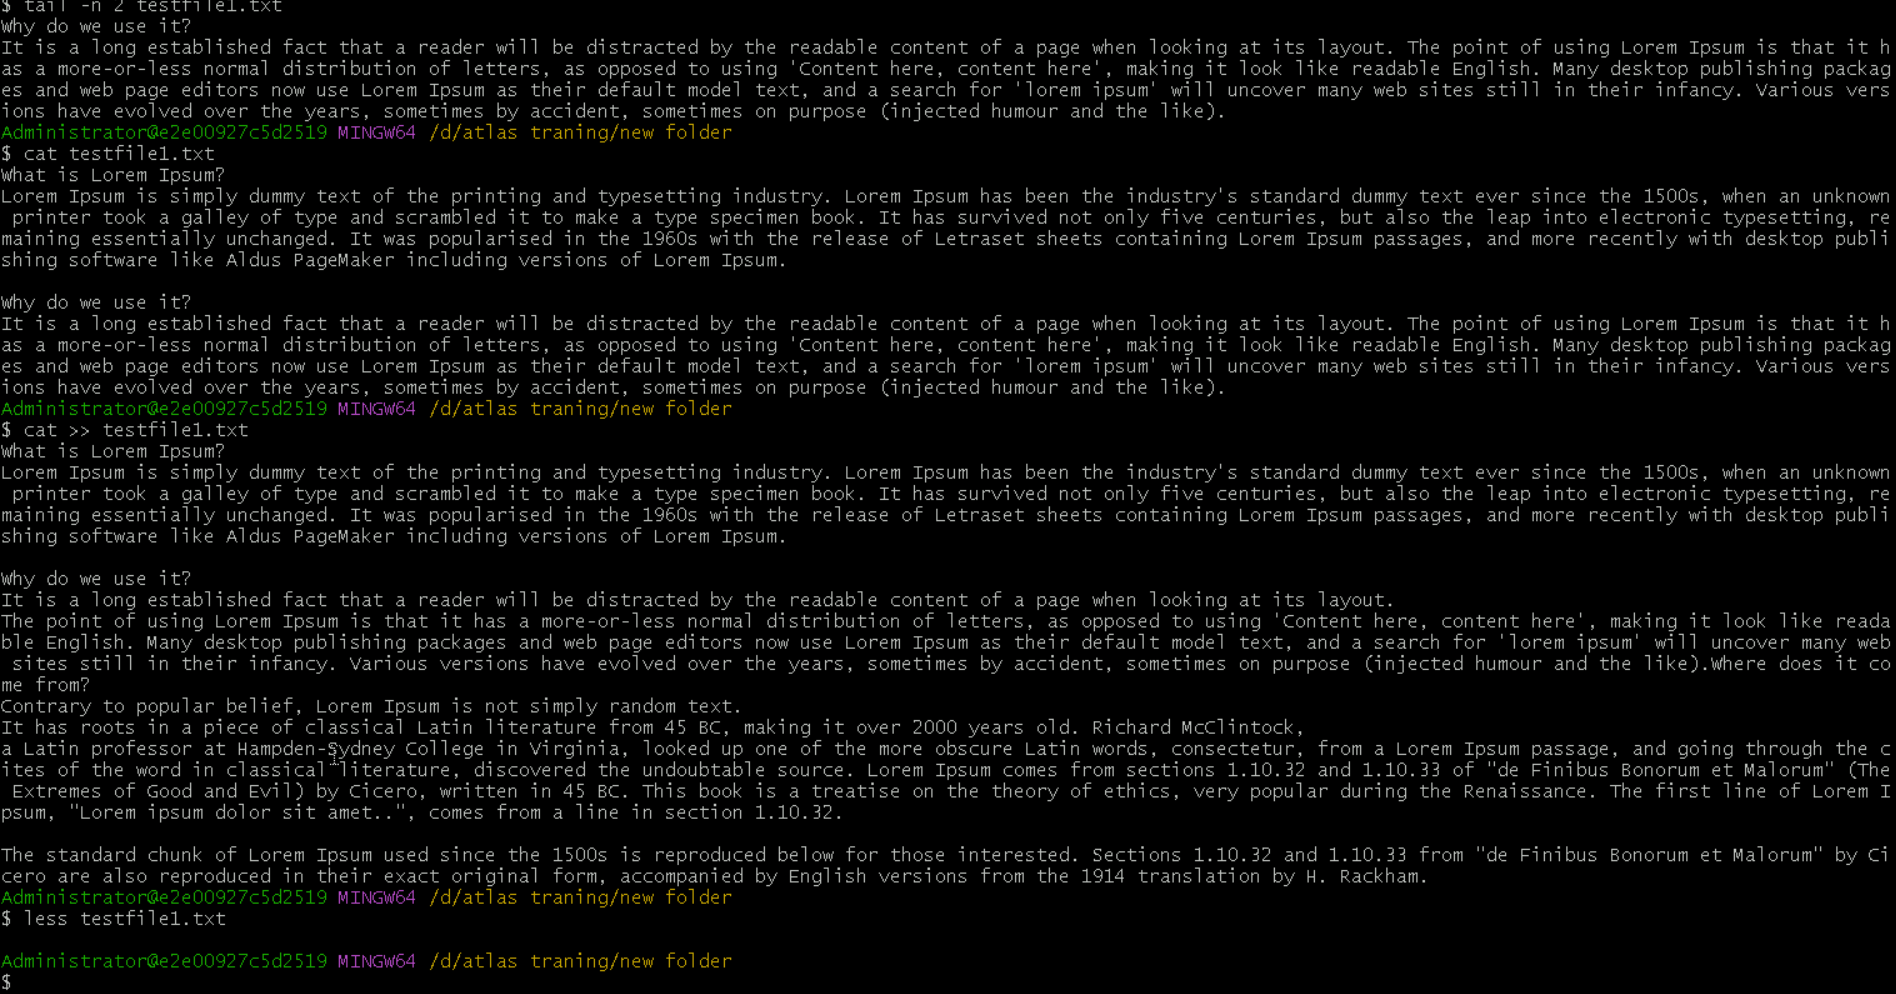 $ tail -n 2 testfile1.txt
Why do we use it?
It is a long established fact that a reader will be distracted by the readable content of a page when looking at its layout. The point of using Lorem Ipsum is that it h
as a more-or-less normal distribution of letters, as opposed to using 'Content here, content here', making it look like readable English. Many desktop publishing packag
es and web page editors now use Lorem Ipsum as their default model text, and a search for 'lorem ipsum' will uncover many web sites still in their infancy. Various vers
ions have evolved over the years, sometimes by accident, sometimes on purpose (injected humour and the like).
Administrator@e2e00927c5d2519 MINGW64 /d/atlas traning/new folder
$ cat testfile1.txt
What is Lorem Ipsum?
Lorem Ipsum is simply dummy text of the printing and typesetting industry. Lorem Ipsum has been the industry's standard dummy text ever since the 1500s, when an unknown
 printer took a galley of type and scrambled it to make a type specimen book. It has survived not only five centuries, but also the leap into electronic typesetting, re
maining essentially unchanged. It was popularised in the 1960s with the release of Letraset sheets containing Lorem Ipsum passages, and more recently with desktop publi
shing software like Aldus PageMaker including versions of Lorem Ipsum.

Why do we use it?
It is a long established fact that a reader will be distracted by the readable content of a page when looking at its layout. The point of using Lorem Ipsum is that it h
as a more-or-less normal distribution of letters, as opposed to using 'Content here, content here', making it look like readable English. Many desktop publishing packag
es and web page editors now use Lorem Ipsum as their default model text, and a search for 'lorem ipsum' will uncover many web sites still in their infancy. Various vers
ions have evolved over the years, sometimes by accident, sometimes on purpose (injected humour and the like).
Administrator@e2e00927c5d2519 MINGW64 /d/atlas traning/new folder
$ cat >> testfile1.txt
What is Lorem Ipsum?
Lorem Ipsum is simply dummy text of the printing and typesetting industry. Lorem Ipsum has been the industry's standard dummy text ever since the 1500s, when an unknown
 printer took a galley of type and scrambled it to make a type specimen book. It has survived not only five centuries, but also the leap into electronic typesetting, re
maining essentially unchanged. It was popularised in the 1960s with the release of Letraset sheets containing Lorem Ipsum passages, and more recently with desktop publi
shing software like Aldus PageMaker including versions of Lorem Ipsum.

Why do we use it?
It is a long established fact that a reader will be distracted by the readable content of a page when looking at its layout.
The point of using Lorem Ipsum is that it has a more-or-less normal distribution of letters, as opposed to using 'Content here, content here', making it look like reada
ble English. Many desktop publishing packages and web page editors now use Lorem Ipsum as their default model text, and a search for 'lorem ipsum' will uncover many web
 sites still in their infancy. Various versions have evolved over the years, sometimes by accident, sometimes on purpose (injected humour and the like).Where does it co
me from?
Contrary to popular belief, Lorem Ipsum is not simply random text.
It has roots in a piece of classical Latin literature from 45 BC, making it over 2000 years old. Richard McClintock,
a Latin professor at Hampden-Sydney College in Virginia, looked up one of the more obscure Latin words, consectetur, from a Lorem Ipsum passage, and going through the c
ites of the word in classical literature, discovered the undoubtable source. Lorem Ipsum comes from sections 1.10.32 and 1.10.33 of "de Finibus Bonorum et Malorum" (The
 Extremes of Good and Evil) by Cicero, written in 45 BC. This book is a treatise on the theory of ethics, very popular during the Renaissance. The first line of Lorem I
psum, "Lorem ipsum dolor sit amet..", comes from a line in section 1.10.32.

The standard chunk of Lorem Ipsum used since the 1500s is reproduced below for those interested. Sections 1.10.32 and 1.10.33 from "de Finibus Bonorum et Malorum" by Ci
cero are also reproduced in their exact original form, accompanied by English versions from the 1914 translation by H. Rackham.
Administrator@e2e00927c5d2519 MINGW64 /d/atlas traning/new folder
$ less testfile1.txt

Administrator@e2e00927c5d2519 MINGW64 /d/atlas traning/new folder
$